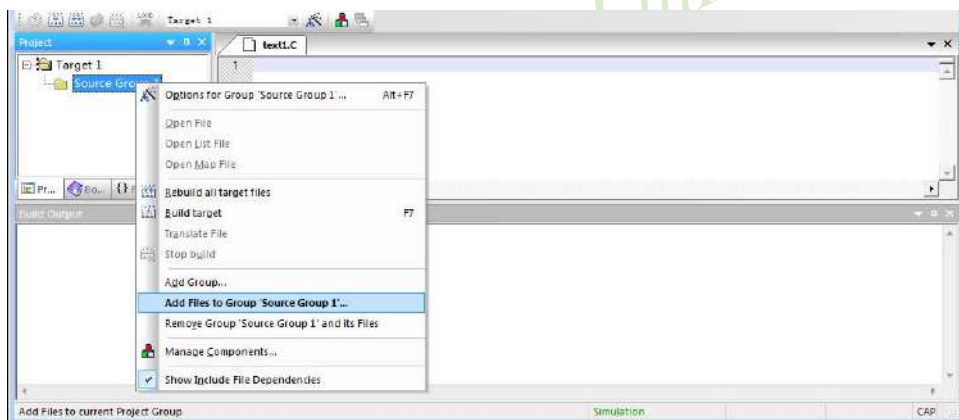 Target 1
Project
text1.C
Target 1
1
Source Gro
Options for Group 'Source Group 1'... Alt+F7
Open File
Open List File
Open Map File
Pr...
Bo...
{}
Rebuild all target files
Build target F7
Translate File
Stop build
Build Output
Add Group...
Add Files to Group 'Source Group 1'...
Remove Group 'Source Group 1' and its Files
Manage Components...
Show Include File Dependencies
Add Files to current Project Group
Simulation
CAP